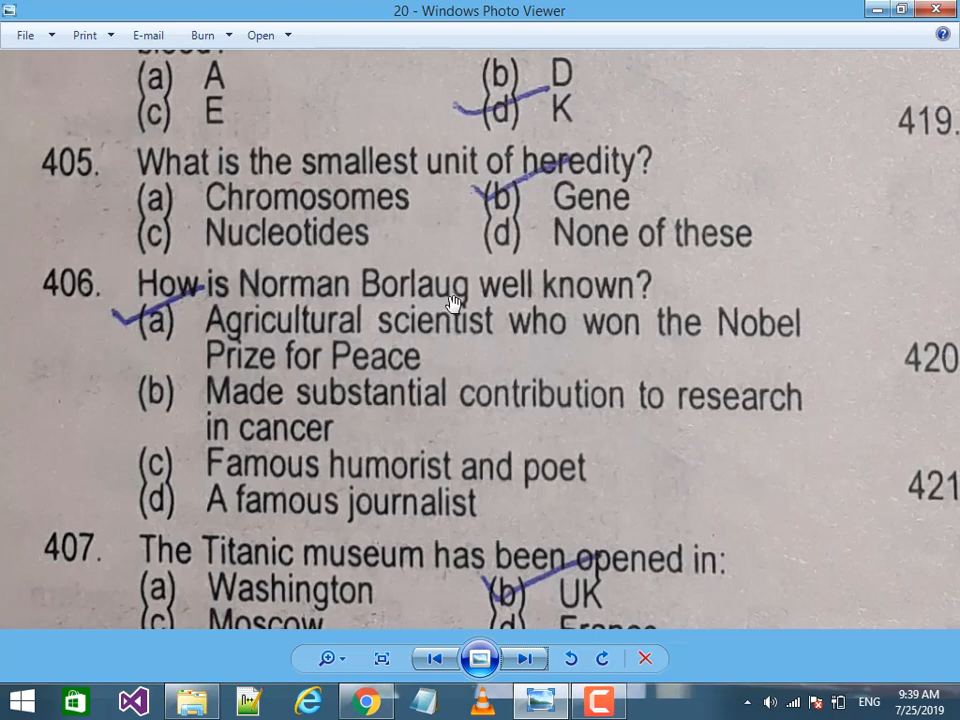 20 - Windows Photo Viewer
File Print E-mail Burn Open
blood?
(a) A (b) D
(c) E (d) K
419.
405. What is the smallest unit of heredity?
(a) Chromosomes (b) Gene
(c) Nucleotides (d) None of these
406. How is Norman Borlaug well known?
(a) Agricultural scientist who won the Nobel
Prize for Peace
420
(b) Made substantial contribution to research
in cancer
(c) Famous humorist and poet
421
(d) A famous journalist
407. The Titanic museum has been opened in:
(a) Washington (b) UK
(c) Moscow (d) France
ENG
9:39 AM
7/25/2019